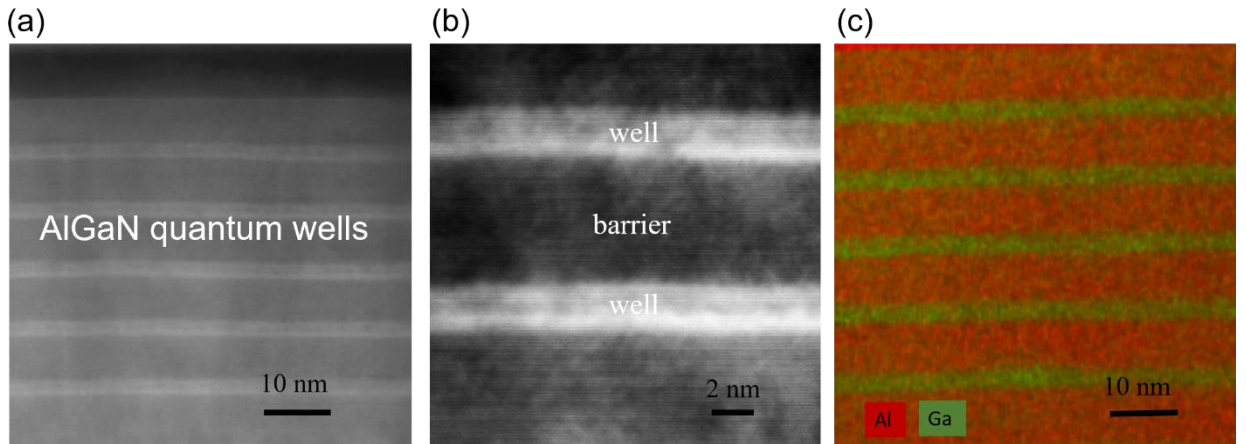 (a)
(b)
(c)
AlGaN quantum wells
10 nm
well
barrier
well
2 nm
Al
Ga
10 nm